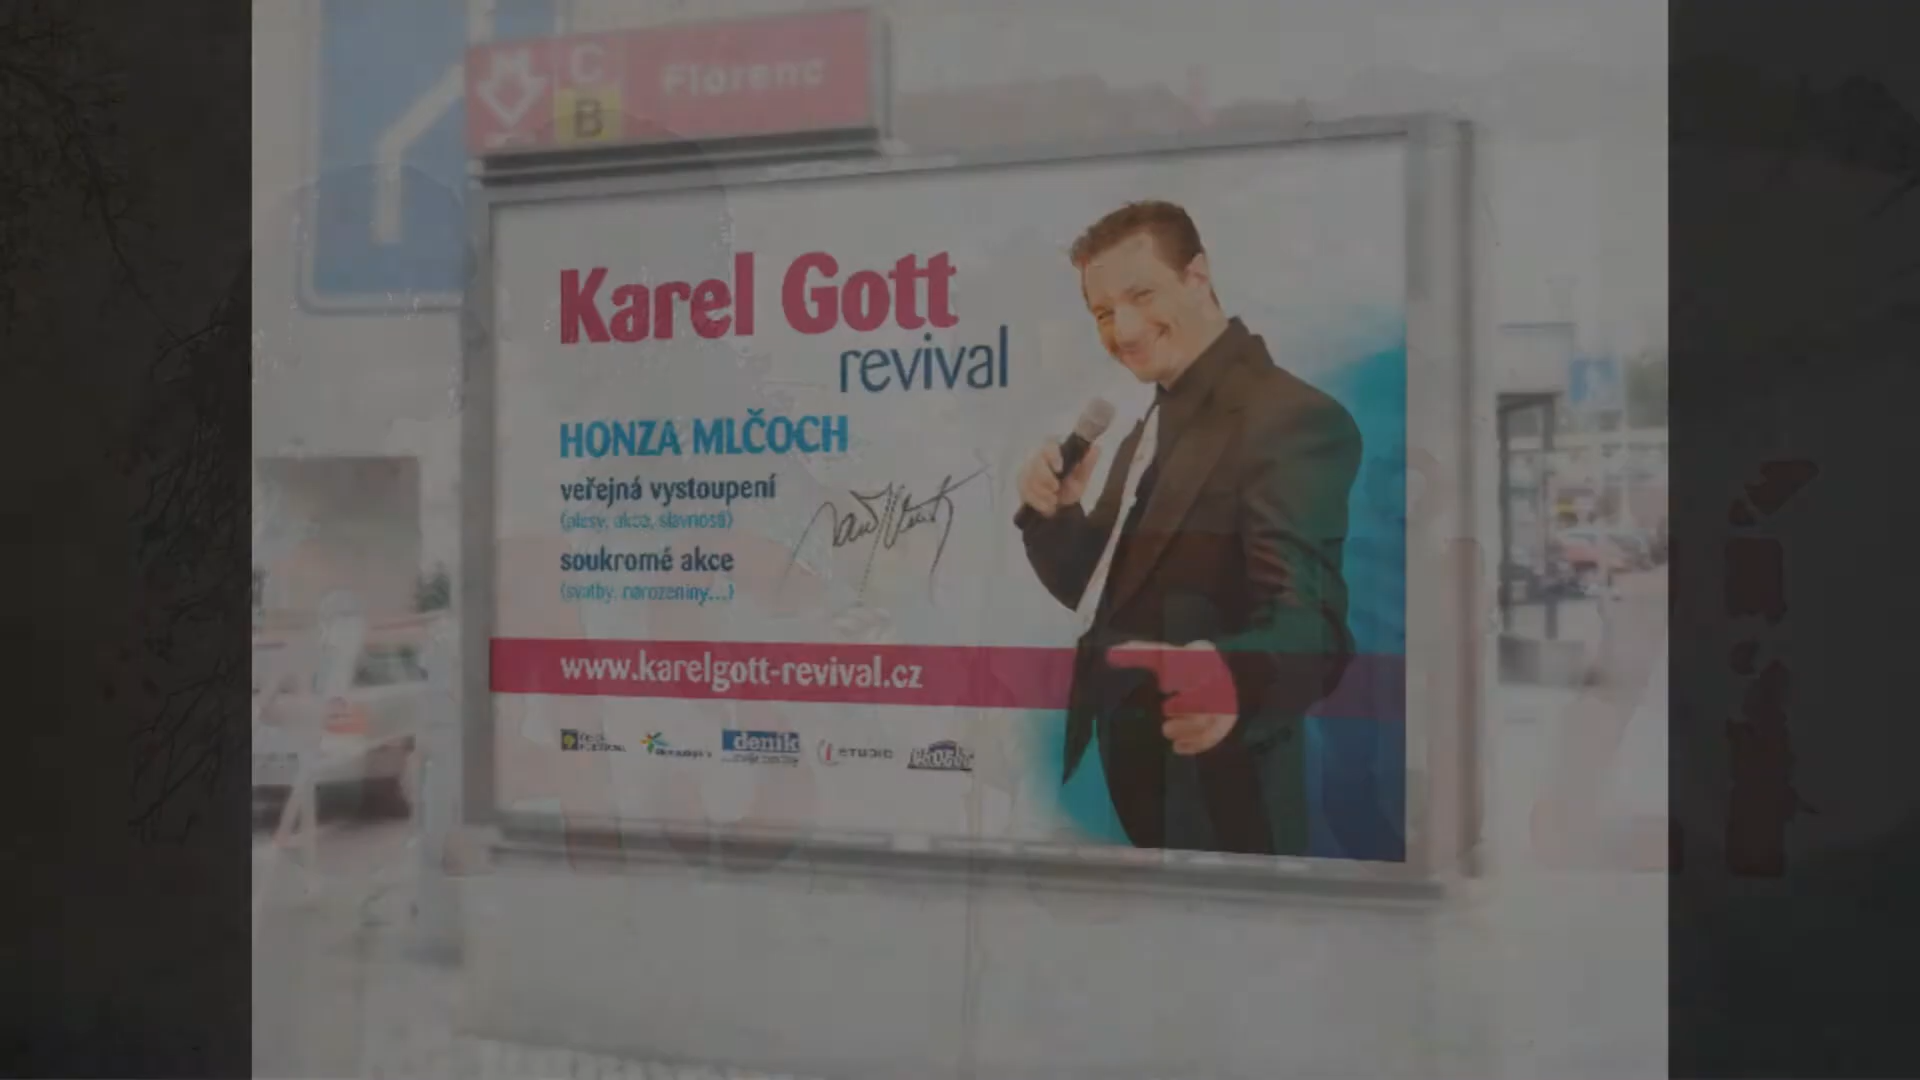 C
B
Florenc
Karel Gott
revival
HONZA MLČOCH
veřejná vystoupení
(plesy, akce, slavnosti)
soukromé akce
(svatby, narozeniny...)
www.karelgott-revival.cz
deník
STUDIO